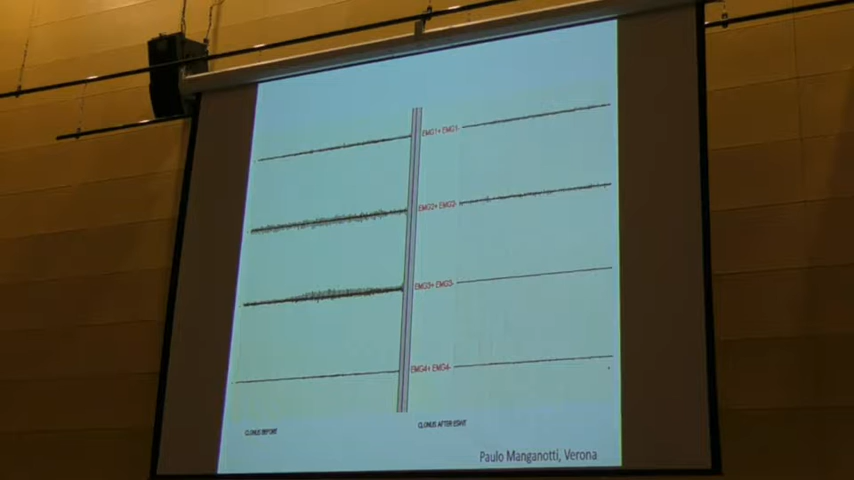 EMG1+ EMG1-
EMG2+ EMG2-
EMG3+ EMG3-
EMG4+ EMG4-
CLONUS BEFORE
CLONUS AFTER ESWT
Paulo Manganotti, Verona